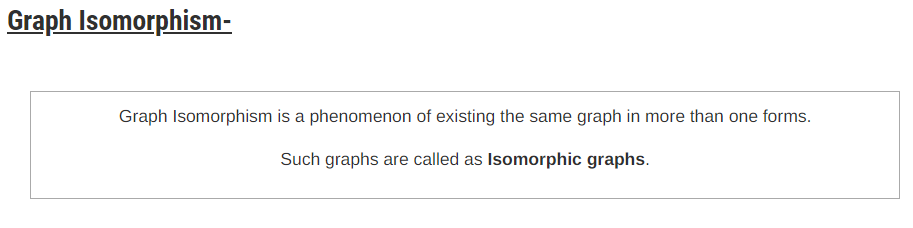 Graph Isomorphism-
Graph Isomorphism is a phenomenon of existing the same graph in more than one forms.
Such graphs are called as Isomorphic graphs.